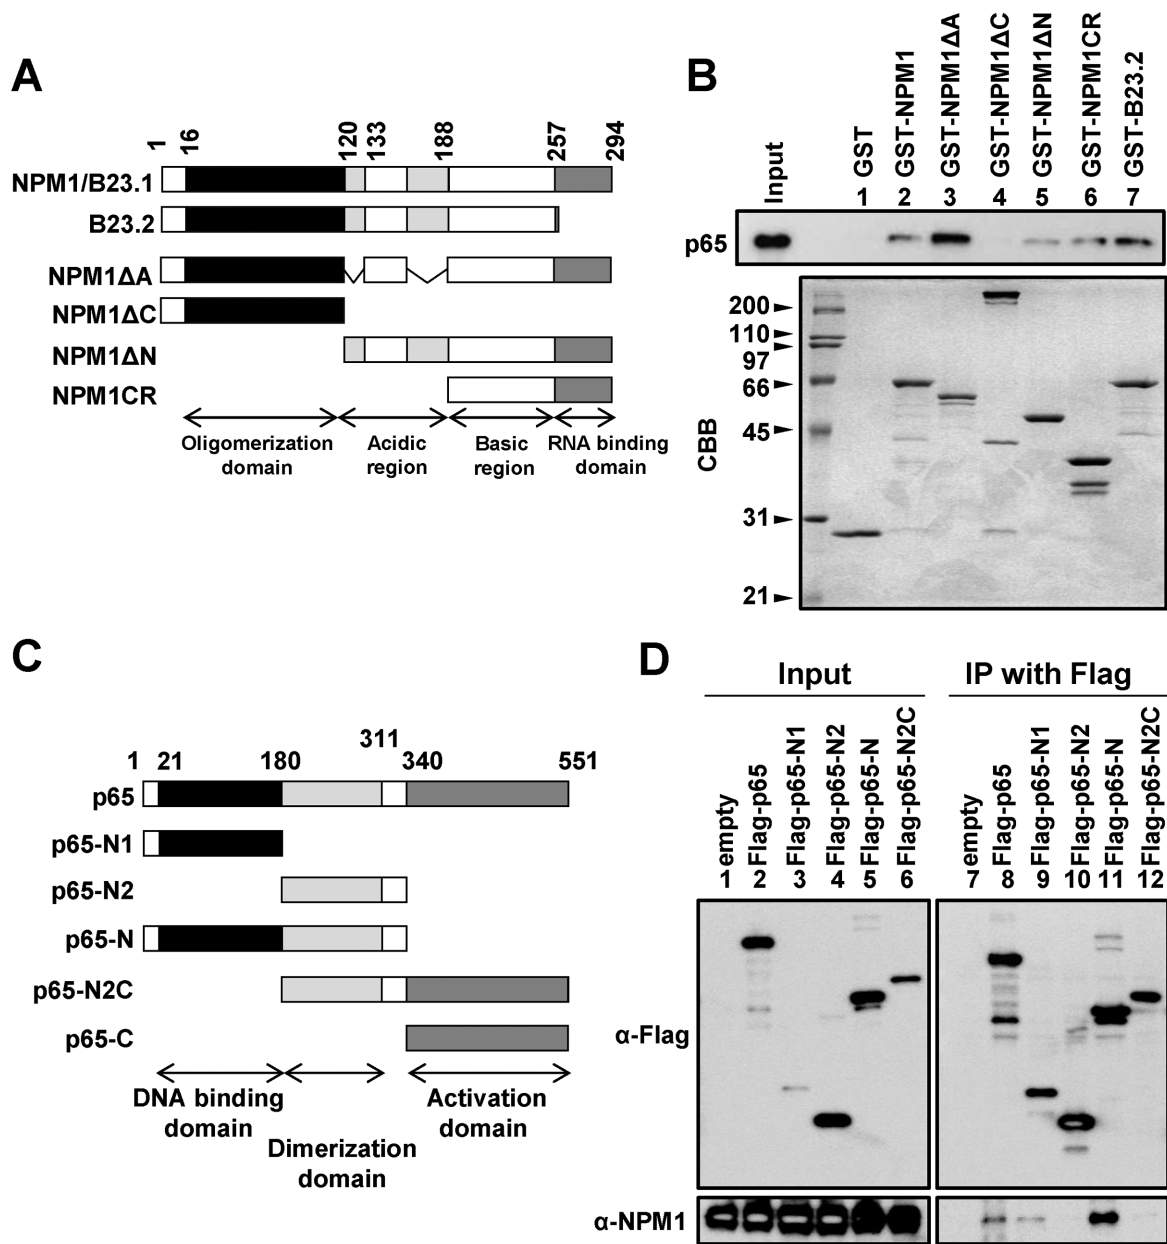 A
1 16 120 133 188 257 294
NPM1/B23.1
B23.2
NPM1ΔA
NPM1ΔC
NPM1ΔN
NPM1CR
Oligomerization domain
Acidic region
Basic region
RNA binding domain
B
Input
1 GST
2 GST-NPM1
3 GST-NPM1ΔA
4 GST-NPM1ΔC
5 GST-NPM1ΔN
6 GST-NPM1CR
7 GST-B23.2
p65
CBB
200
110
97
66
45
31
21
C
1 21 180 311 340 551
p65
p65-N1
p65-N2
p65-N
p65-N2C
p65-C
DNA binding domain
Dimerization domain
Activation domain
D
Input
IP with Flag
1 empty
2 Flag-p65
3 Flag-p65-N1
4 Flag-p65-N2
5 Flag-p65-N
6 Flag-p65-N2C
7 empty
8 Flag-p65
9 Flag-p65-N1
10 Flag-p65-N2
11 Flag-p65-N
12 Flag-p65-N2C
α-Flag
α-NPM1